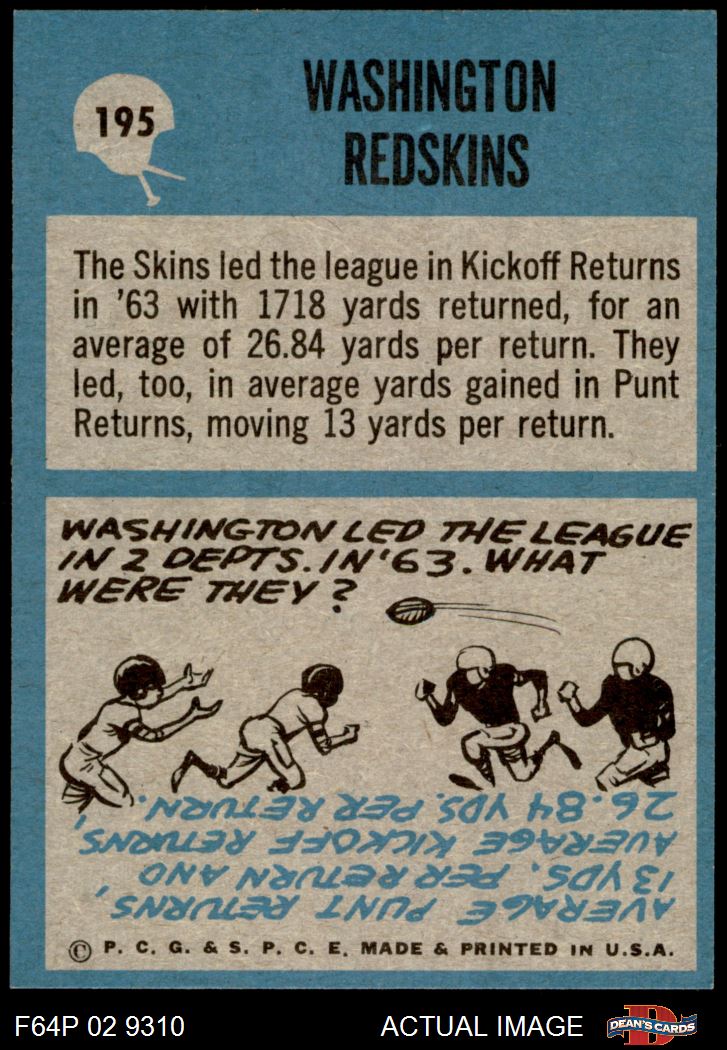 195
WASHINGTON
REDSKINS
The Skins led the league in Kickoff Returns
in '63 with 1718 yards returned, for an
average of 26.84 yards per return. They
led, too, in average yards gained in Punt
Returns, moving 13 yards per return.
WASHINGTON LED THE LEAGUE
IN 2 DEPTS. IN '63. WHAT
WERE THEY?
AVERAGE PUNT RETURNS,
13 YDS. PER RETURN AND
AVERAGE KICKOFF RETURNS,
26.84 YDS. PER RETURN.
© P. C. G. & S. P. C. E. MADE & PRINTED IN U.S.A.
F64P 02 9310
ACTUAL IMAGE
DEAN'S CARDS